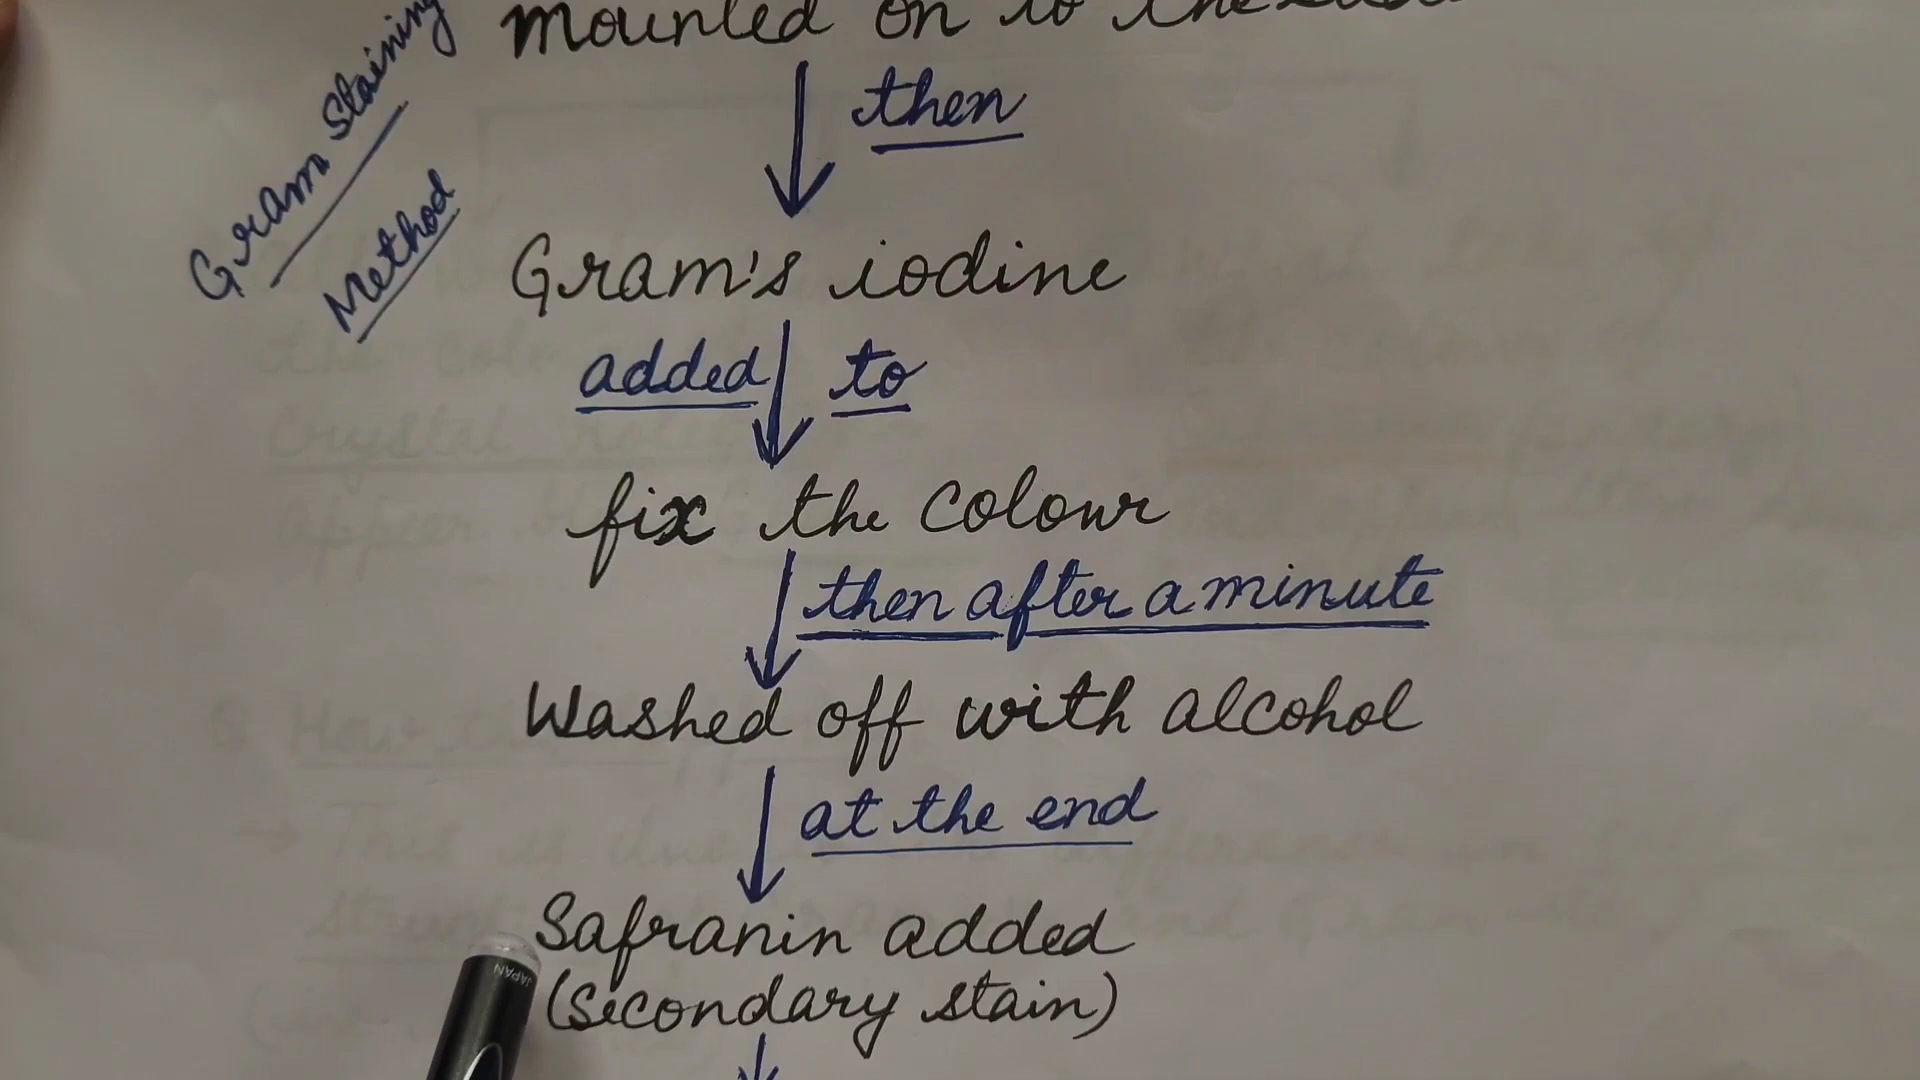 Gram Staining
Method
mounted on to the
then
Gram's iodine
added to
fix the colour
then after a minute
Washed off with alcohol
at the end
Safranin added
(Secondary stain)
JAPAN